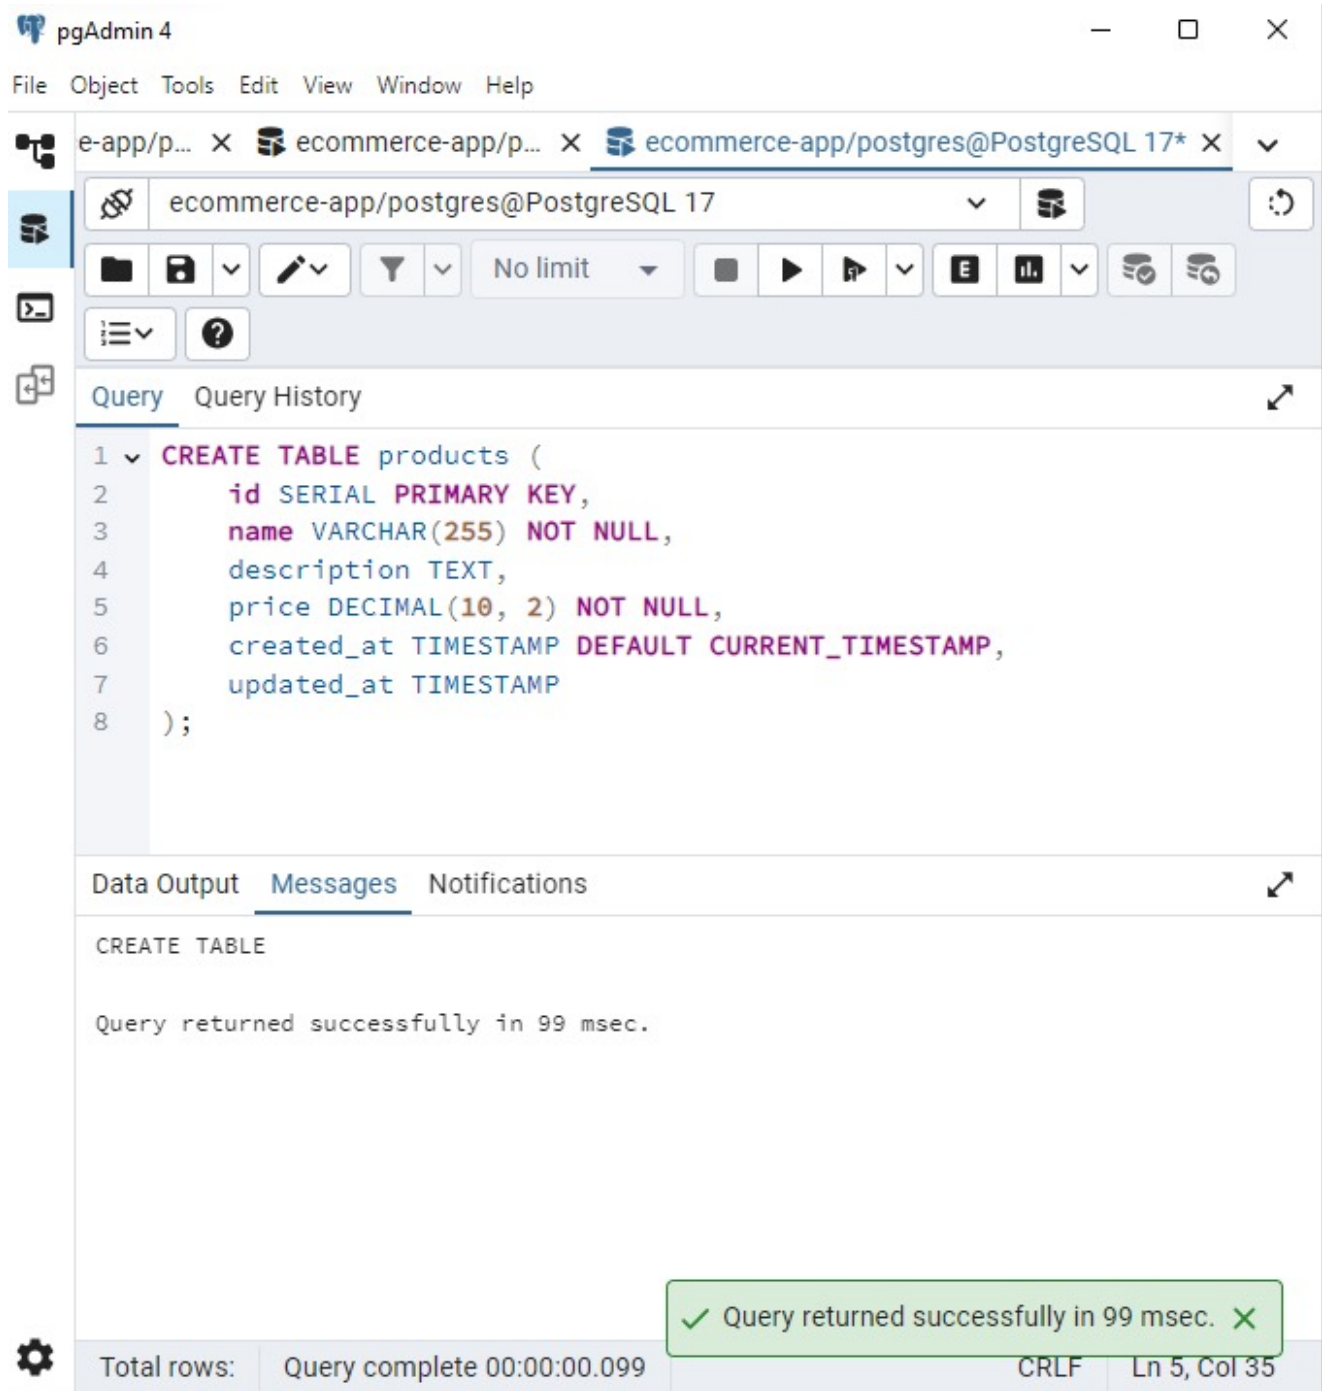 pgAdmin 4
File Object Tools Edit View Window Help
e-app/p... ecommerce-app/p... ecommerce-app/postgres@PostgreSQL 17*
ecommerce-app/postgres@PostgreSQL 17
No limit
E
Query Query History
1 CREATE TABLE products (
2 id SERIAL PRIMARY KEY,
3 name VARCHAR(255) NOT NULL,
4 description TEXT,
5 price DECIMAL(10, 2) NOT NULL,
6 created_at TIMESTAMP DEFAULT CURRENT_TIMESTAMP,
7 updated_at TIMESTAMP
8 );
Data Output Messages Notifications
CREATE TABLE
Query returned successfully in 99 msec.
Query returned successfully in 99 msec.
Total rows: Query complete 00:00:00.099 CRLF Ln 5, Col 35